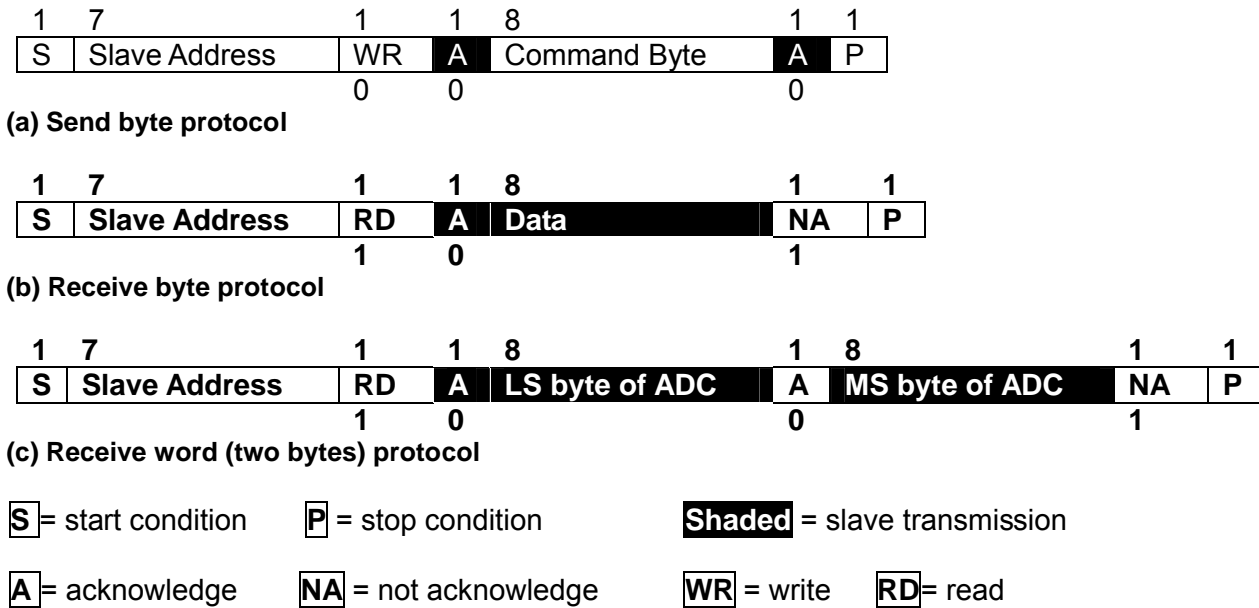 1 7 1 1 8 1 1
S Slave Address WR A Command Byte A P
0 0 0
(a) Send byte protocol
1 7 1 1 8 1 1
S Slave Address RD A Data NA P
1 0 1
(b) Receive byte protocol
1 7 1 1 8 1 8 1 1
S Slave Address RD A LS byte of ADC A MS byte of ADC NA P
1 0 0 1
(c) Receive word (two bytes) protocol
S = start condition P = stop condition Shaded = slave transmission
A = acknowledge NA = not acknowledge WR = write RD = read